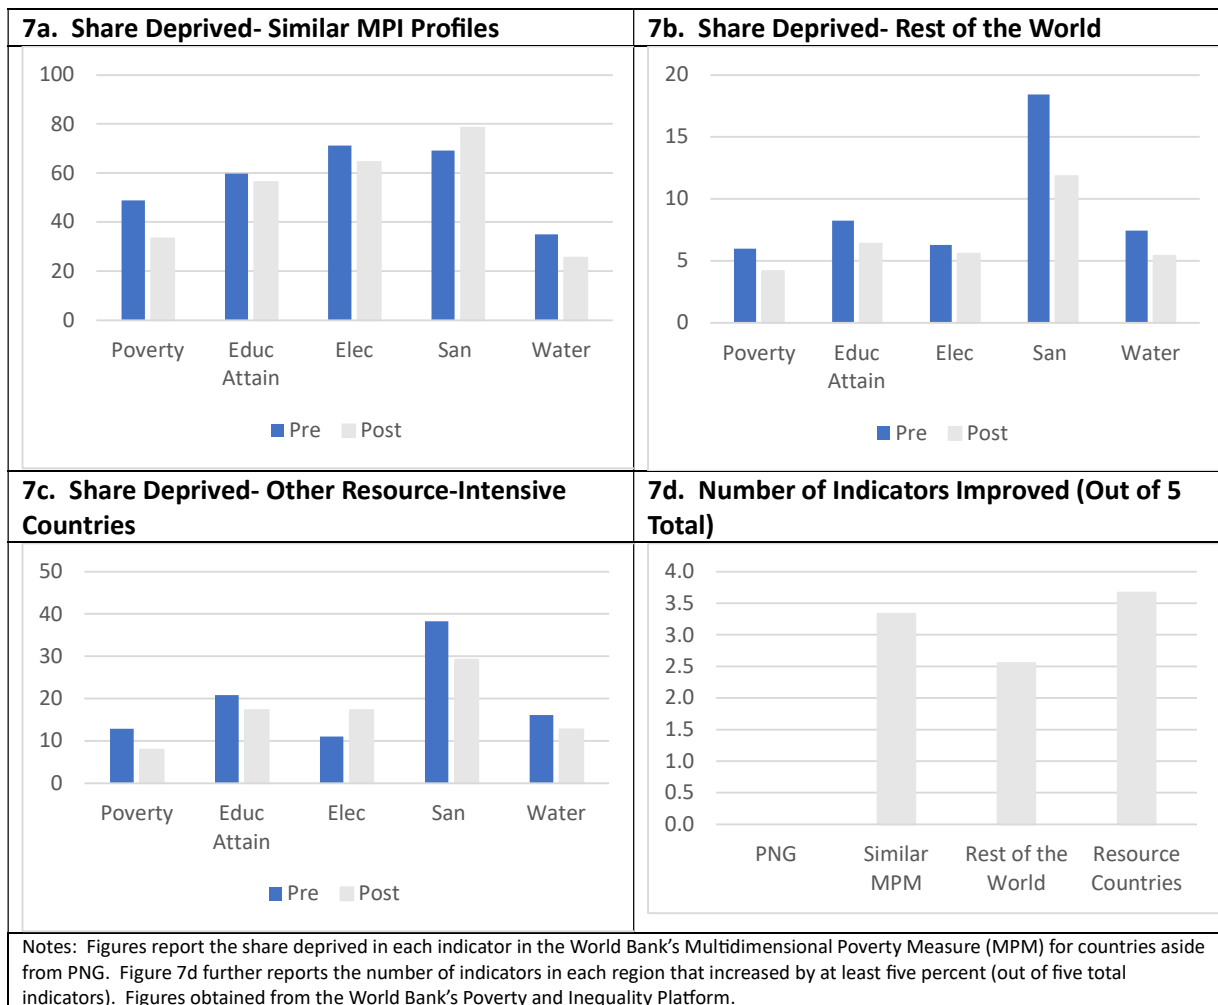 7a. Share Deprived- Similar MPI Profiles
100
80
60
40
20
0
Poverty
Educ
Attain
Elec
San
Water
Pre
Post
7b. Share Deprived- Rest of the World
20
15
10
5
0
Poverty
Educ
Attain
Elec
San
Water
Pre
Post
7c. Share Deprived- Other Resource-Intensive
Countries
50
40
30
20
10
0
Poverty
Educ
Attain
Elec
San
Water
Pre
Post
7d. Number of Indicators Improved (Out of 5
Total)
4.0
3.5
3.0
2.5
2.0
1.5
1.0
0.5
0.0
PNG
Similar
MPM
Rest of the
World
Resource
Countries
Notes: Figures report the share deprived in each indicator in the World Bank's Multidimensional Poverty Measure (MPM) for countries aside
from PNG. Figure 7d further reports the number of indicators in each region that increased by at least five percent (out of five total
indicators). Figures obtained from the World Bank's Poverty and Inequality Platform.